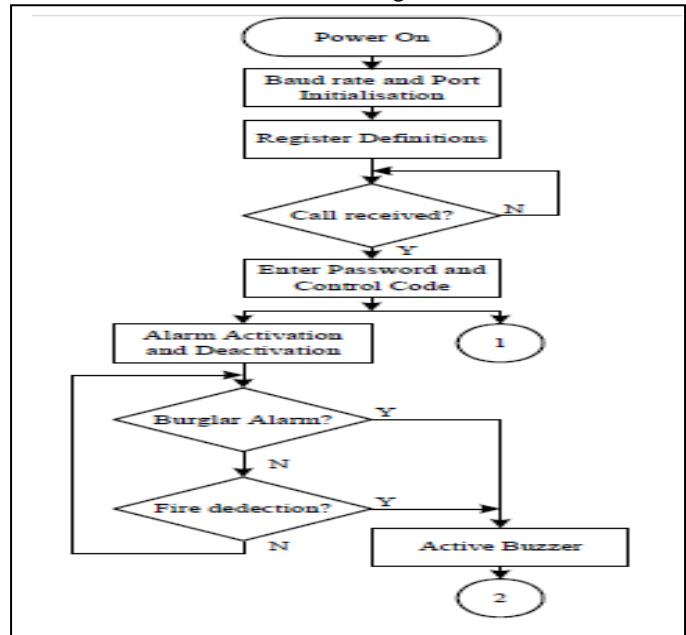 Power On
Baud rate and Port
Initialisation
Register Definitions
Call received?
N
Y
Enter Password and
Control Code
Alarm Activation
and Deactivation
1
Burglar Alarm?
Y
N
Fire dedection?
Y
N
Active Buzzer
2